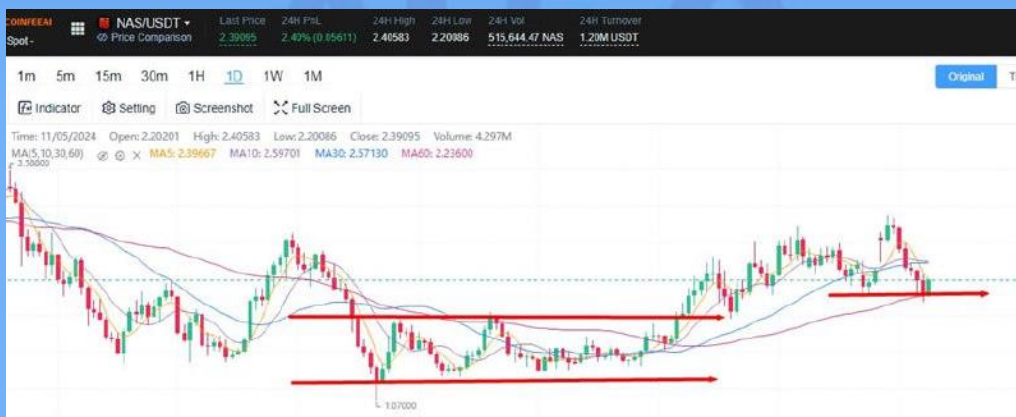 COINFEEAI
Spot-
NAS/USDT
Price Comparison
Last Price
2.39095
24H PnL
2.40% (0.05611)
24H High
2.40583
24H Low
2.20986
24H Vol
515,644.47 NAS
24H Turnover
1.20M USDT
1m 5m 15m 30m 1H 1D 1W 1M
Original
Indicator Setting Screenshot Full Screen
Time: 11/05/2024 Open: 2.20201 High: 2.40583 Low: 2.20086 Close: 2.39095 Volume: 4.297M
MA(5,10,30,60) MA5: 2.39667 MA10: 2.59701 MA30: 2.57130 MA60: 2.23600
1.07000